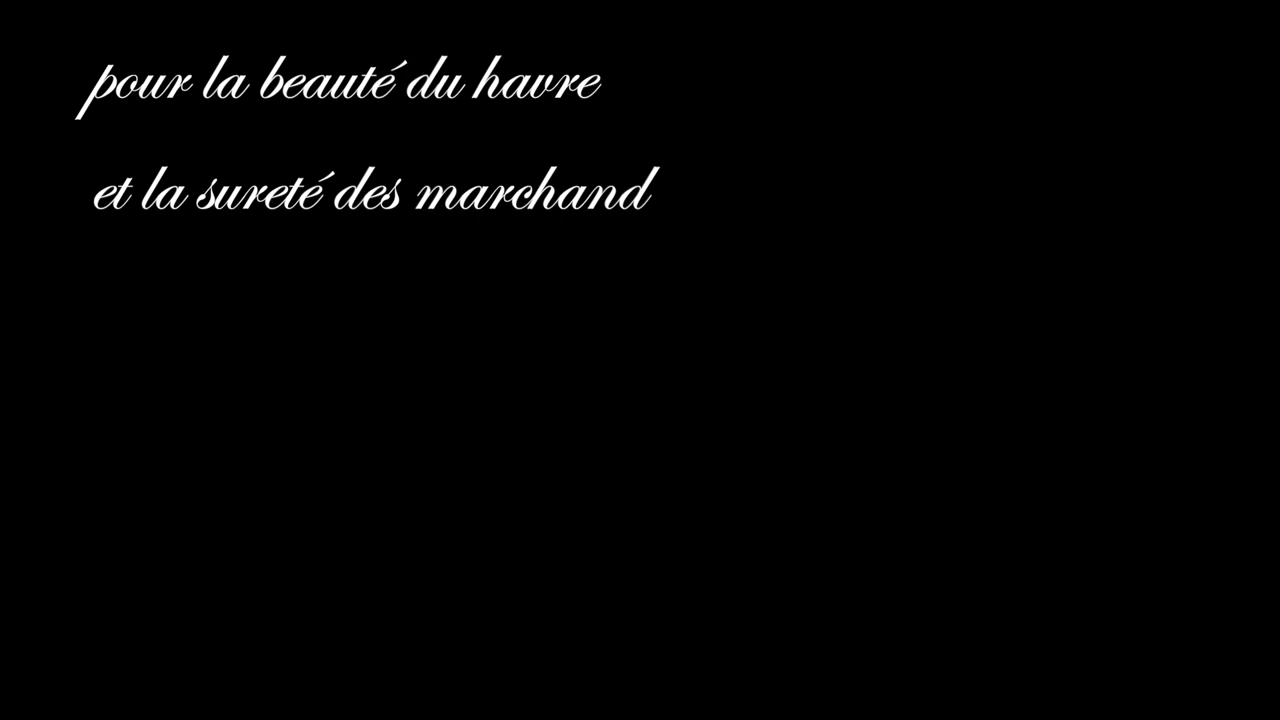 pour la beauté du havre
et la sureté des marchand